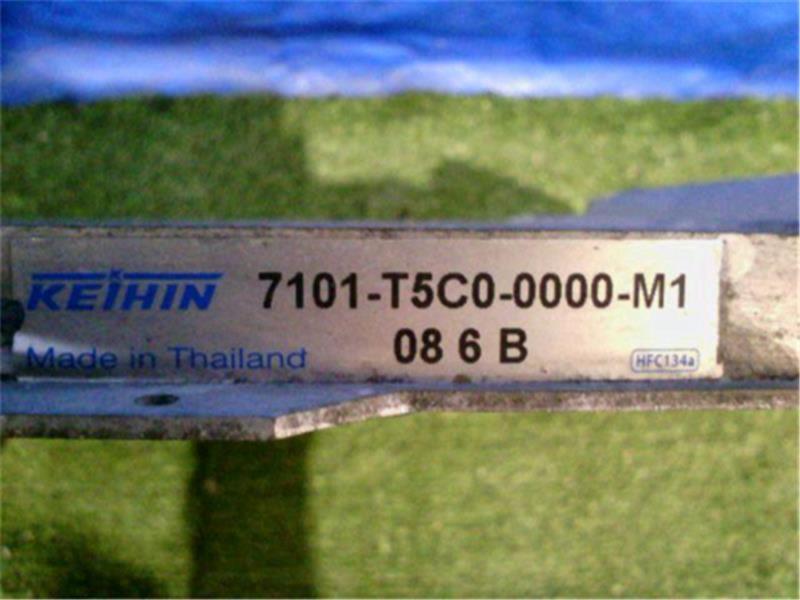 KEIHIN 7101-T5C0-0000-M1
08 6 B
Made in Thailand
HFC134a